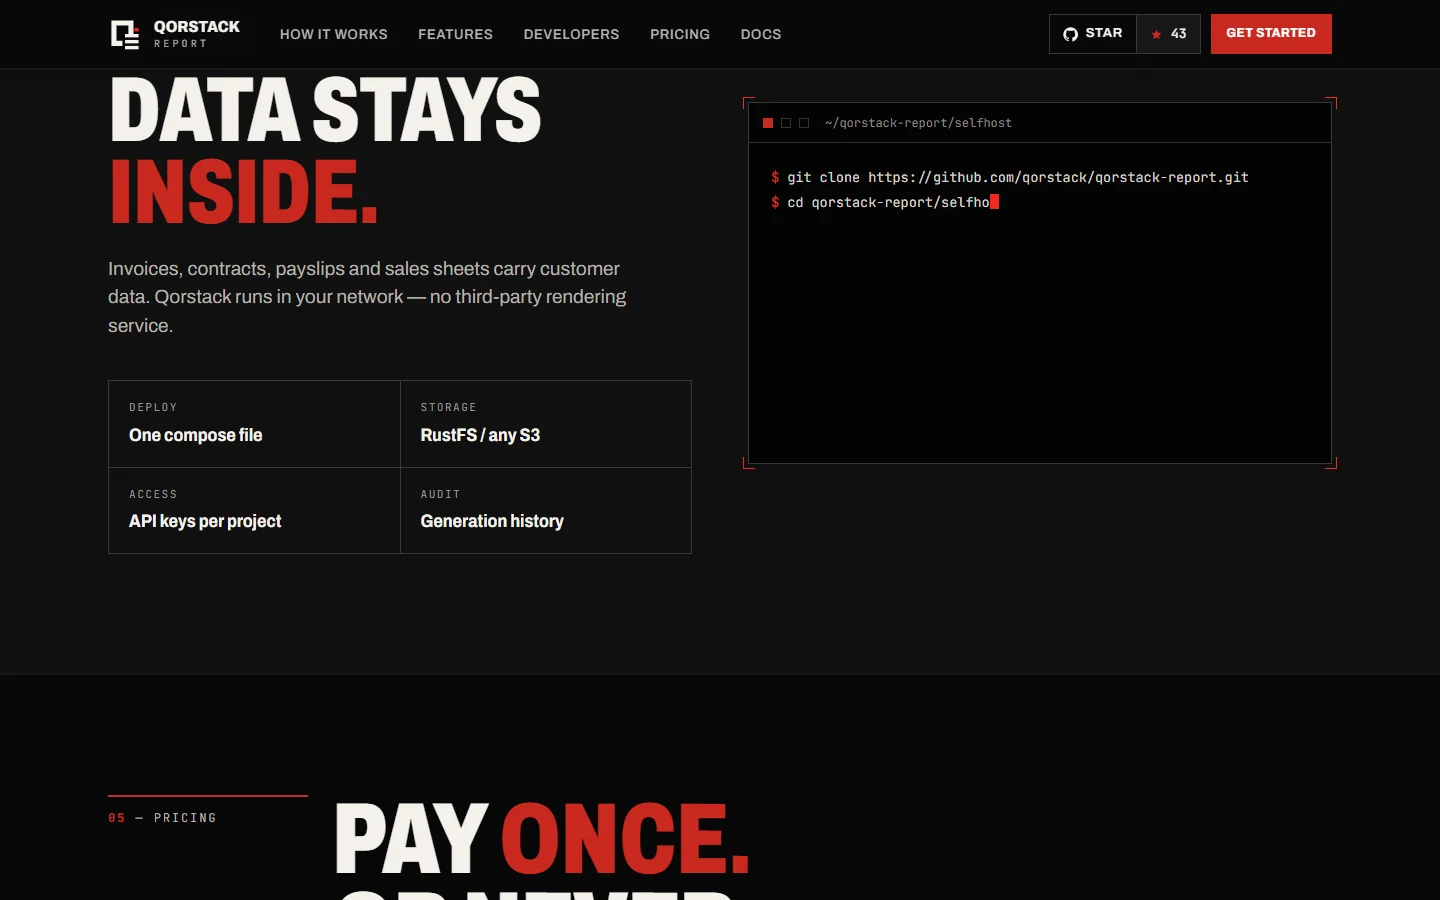 QORSTACK
REPORT
HOW IT WORKS
FEATURES
DEVELOPERS
PRICING
DOCS
STAR
★ 43
GET STARTED
DATA STAYS
INSIDE.
Invoices, contracts, payslips and sales sheets carry customer
data. Qorstack runs in your network — no third-party rendering
service.
DEPLOY
One compose file
STORAGE
RustFS / any S3
ACCESS
API keys per project
AUDIT
Generation history
~/qorstack-report/selfhost
$ git clone https://github.com/qorstack/qorstack-report.git
$ cd qorstack-report/selfho
05 — PRICING
PAY ONCE.
OR NEVER